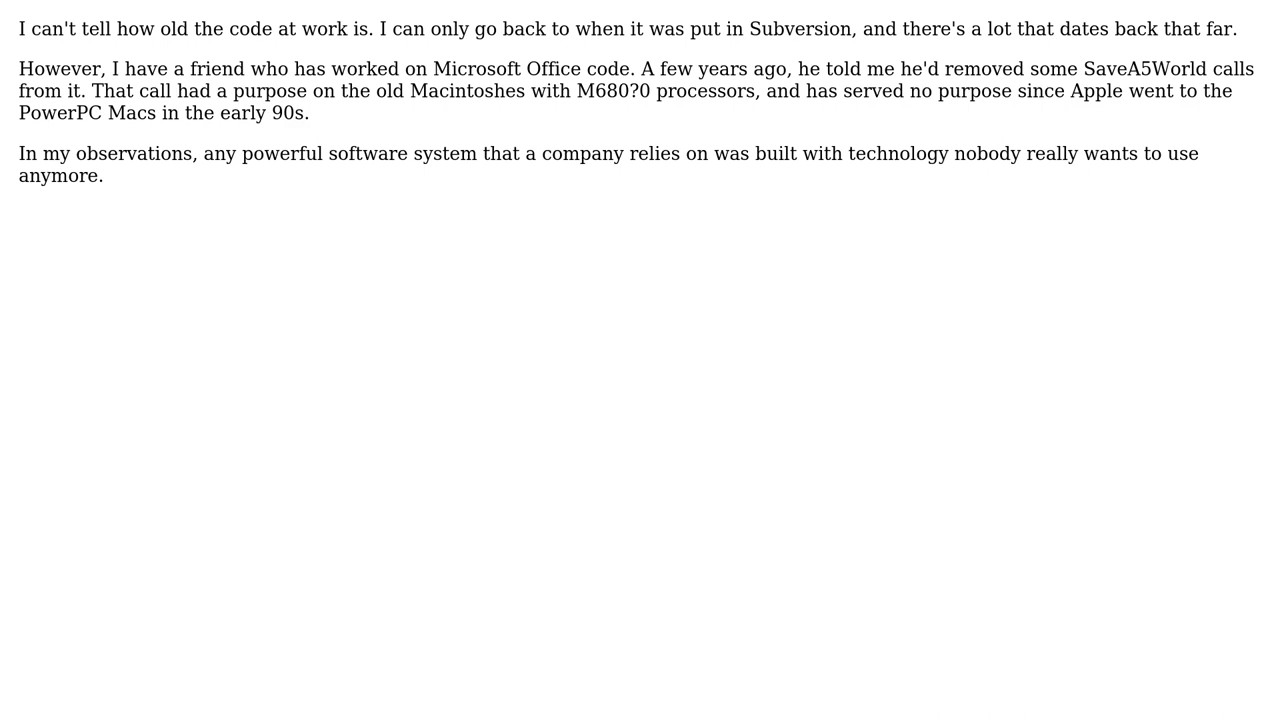 I can't tell how old the code at work is. I can only go back to when it was put in Subversion, and there's a lot that dates back that far.
However, I have a friend who has worked on Microsoft Office code. A few years ago, he told me he'd removed some SaveA5World calls
from it. That call had a purpose on the old Macintoshes with M680?0 processors, and has served no purpose since Apple went to the
PowerPC Macs in the early 90s.
In my observations, any powerful software system that a company relies on was built with technology nobody really wants to use
anymore.